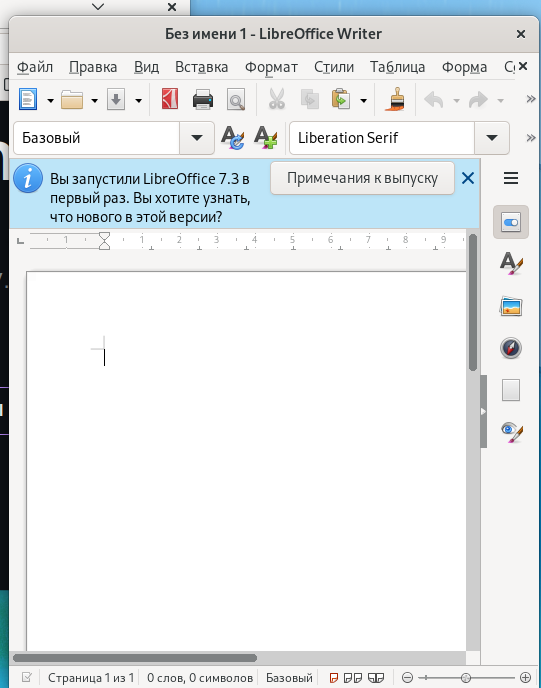 Без имени 1 - LibreOffice Writer
Файл Правка Вид Вставка Формат Стили Таблица Форма
Базовый Liberation Serif
Вы запустили LibreOffice 7.3 в
первый раз. Вы хотите узнать,
что нового в этой версии?
Примечания к выпуску
1 1 2 3 4 5 6 7 8 9
Страница 1 из 1 0 слов, 0 символов Базовый